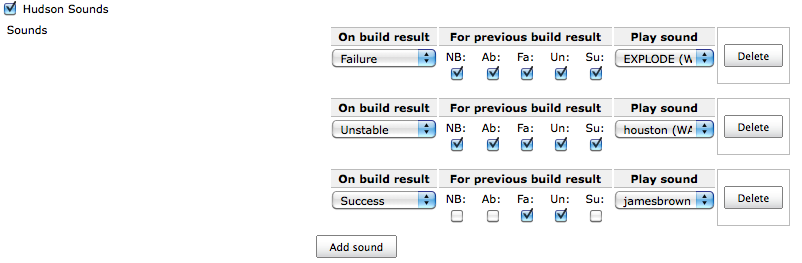 Hudson Sounds
Sounds
On build result For previous build result Play sound
NB: Ab: Fa: Un: Su:
Failure EXPLODE (W Delete
On build result For previous build result Play sound
NB: Ab: Fa: Un: Su:
Unstable houston (WA Delete
On build result For previous build result Play sound
NB: Ab: Fa: Un: Su:
Success jamesbrown Delete
Add sound